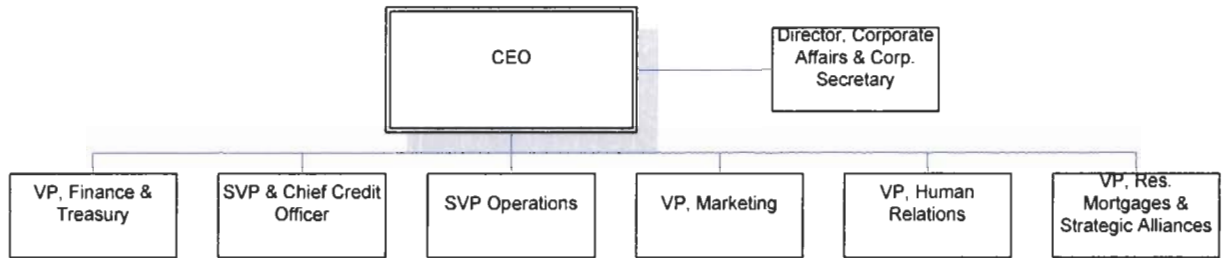 CEO
Director, Corporate
Affairs & Corp.
Secretary
VP, Finance &
Treasury
SVP & Chief Credit
Officer
SVP Operations
VP, Marketing
VP, Human
Relations
VP, Res.
Mortgages &
Strategic Alliances